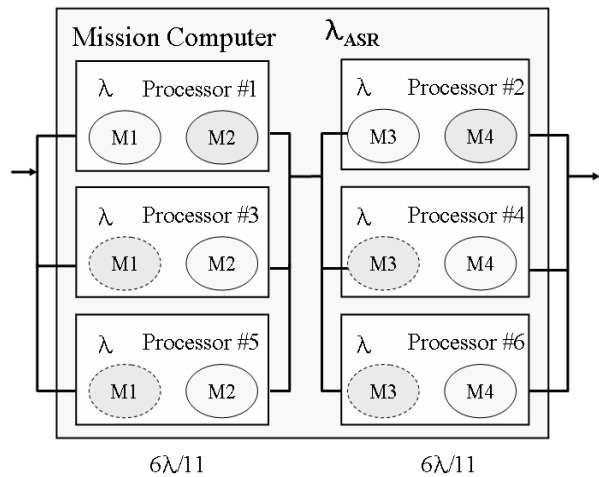 Mission Computer λASR
λ Processor #1
M1 M2
λ Processor #2
M3 M4
λ Processor #3
M1 M2
λ Processor #4
M3 M4
λ Processor #5
M1 M2
λ Processor #6
M3 M4
6λ/11 6λ/11